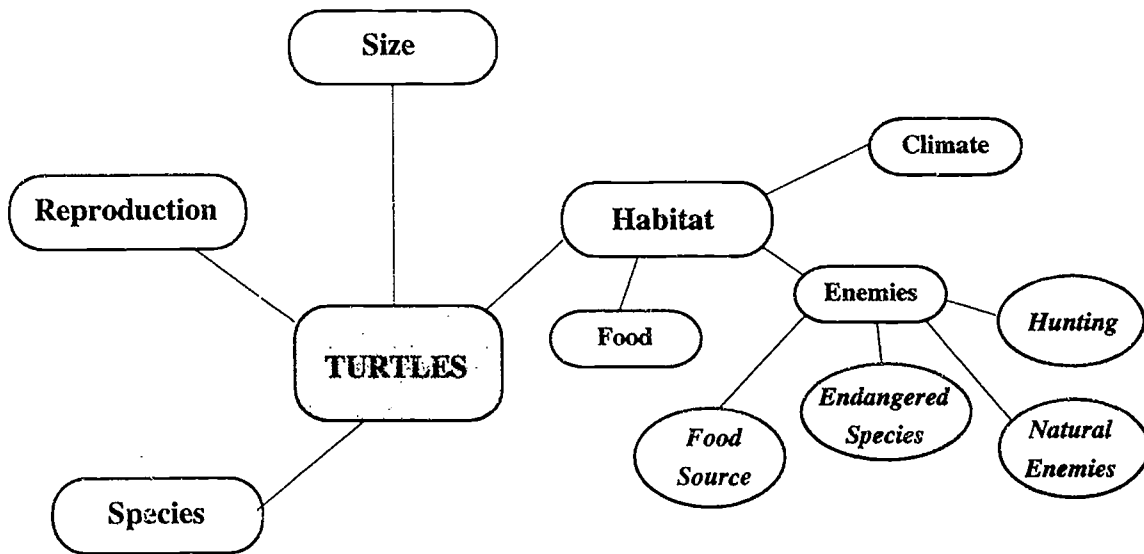 Size
Climate
Reproduction
Habitat
Enemies
Hunting
Food
TURTLES
Endangered
Species
Food
Source
Natural
Enemies
Species